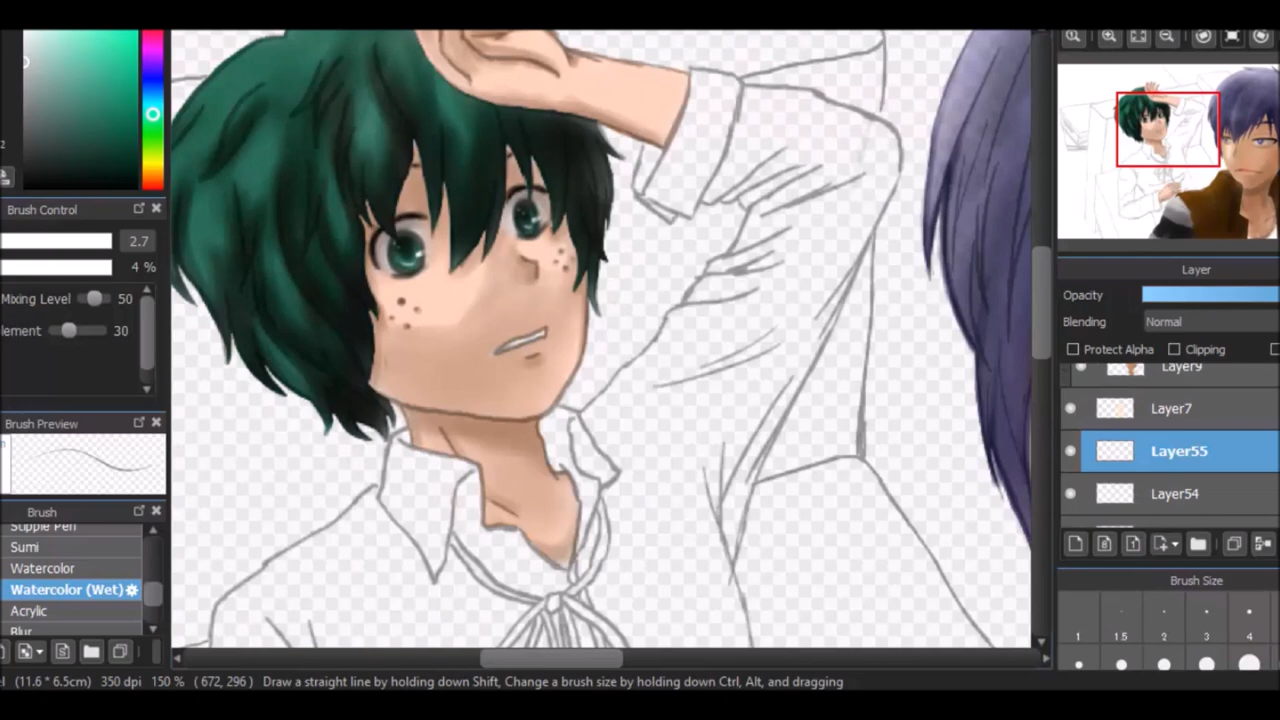 2
Brush Control
2.7
4 %
Mixing Level 50
lement 30
Brush Preview
Brush
Stipple Pen
Sumi
Watercolor
Watercolor (Wet)
Acrylic
Blur
(11.6 * 6.5cm) 350 dpi 150 % ( 672, 296 ) Draw a straight line by holding down Shift, Change a brush size by holding down Ctrl, Alt, and dragging
Layer
Opacity
Blending Normal
Protect Alpha Clipping
Layer9
Layer7
Layer55
Layer54
Brush Size
1 1.5 2 3 4